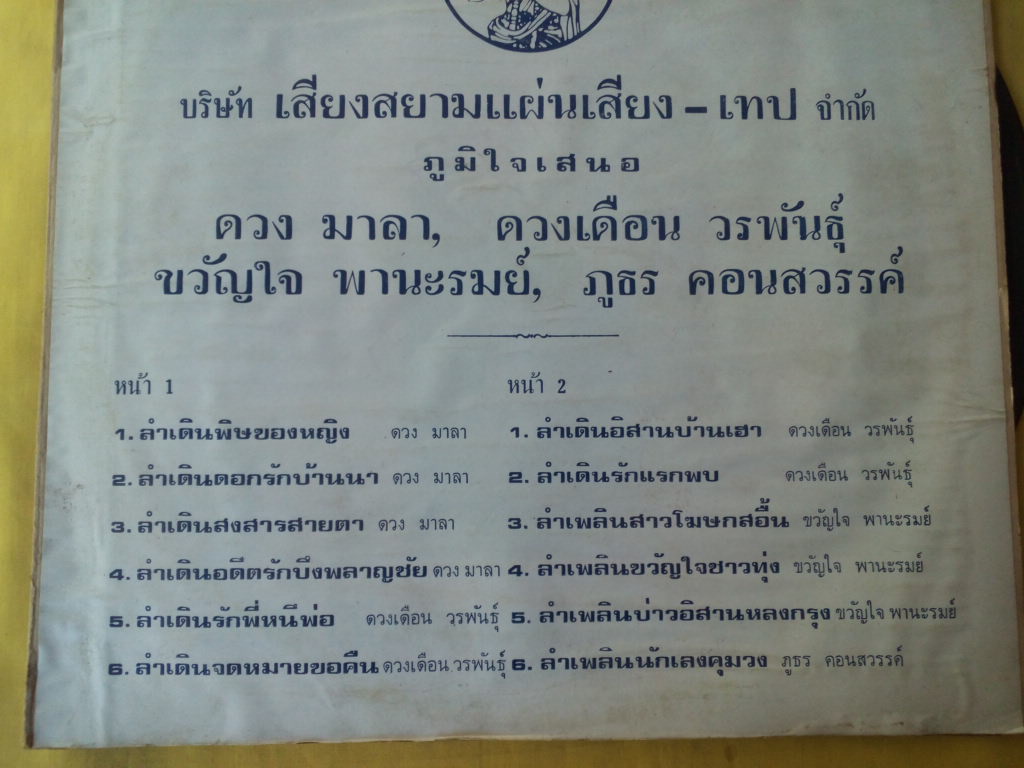 บริษัท เสียงสยามแผ่นเสียง – เทป จำกัด
ภูมิใจเสนอ
ดวง มาลา, ดวงเดือน วรพันธุ์
ขวัญใจ พานะรมย์, ภูธร คอนสวรรค์
หน้า 1
1. ลำเดินพิษของหญิง ดวง มาลา
2. ลำเดินดอกรักบ้านนา ดวง มาลา
3. ลำเดินสงสารสายตา ดวง มาลา
4. ลำเดินอดีตรักบึงพลาญชัย ดวง มาลา
5. ลำเดินรักพี่หนีพ่อ ดวงเดือน วรพันธุ์
6. ลำเดินจดหมายขอคืน ดวงเดือน วรพันธุ์
หน้า 2
1. ลำเดินอิสานบ้านเฮา ดวงเดือน วรพันธุ์
2. ลำเดินรักแรกพบ ดวงเดือน วรพันธุ์
3. ลำเพลินสาวโฆษกสอื้น ขวัญใจ พานะรมย์
4. ลำเพลินขวัญใจชาวทุ่ง ขวัญใจ พานะรมย์
5. ลำเพลินบ่าวอิสานหลงกรุง ขวัญใจ พานะรมย์
6. ลำเพลินนักเลงคุมวง ภูธร คอนสวรรค์